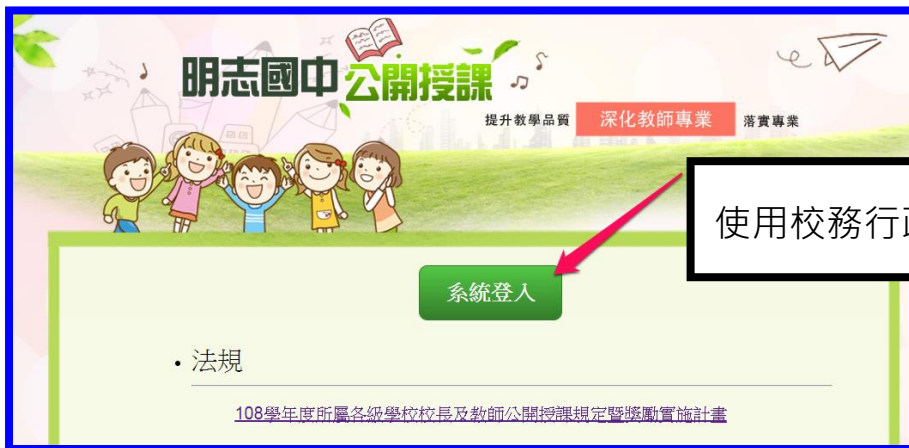 明志國中公開授課
提升教學品質 深化教師專業 落實專業
使用校務行
系統登入
• 法規
108學年度所屬各級學校校長及教師公開授課規定暨獎勵實施計畫